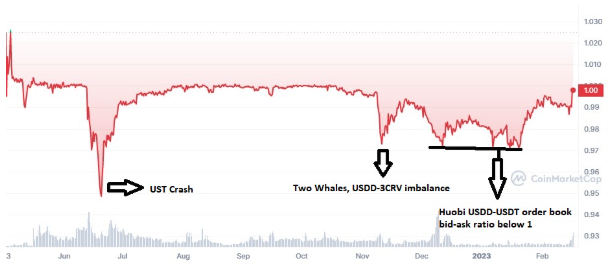 1.030
1.020
1.010
1.000
1.00
0.99
0.98
0.97
0.96
0.95
0.94
0.93
UST Crash
Two Whales, USDD-3CRV imbalance
CoinMarketCap
Huobi USDD-USDT order book
bid-ask ratio below 1
3 Jun Jul Aug Sep Oct Nov Dec 2023 Feb